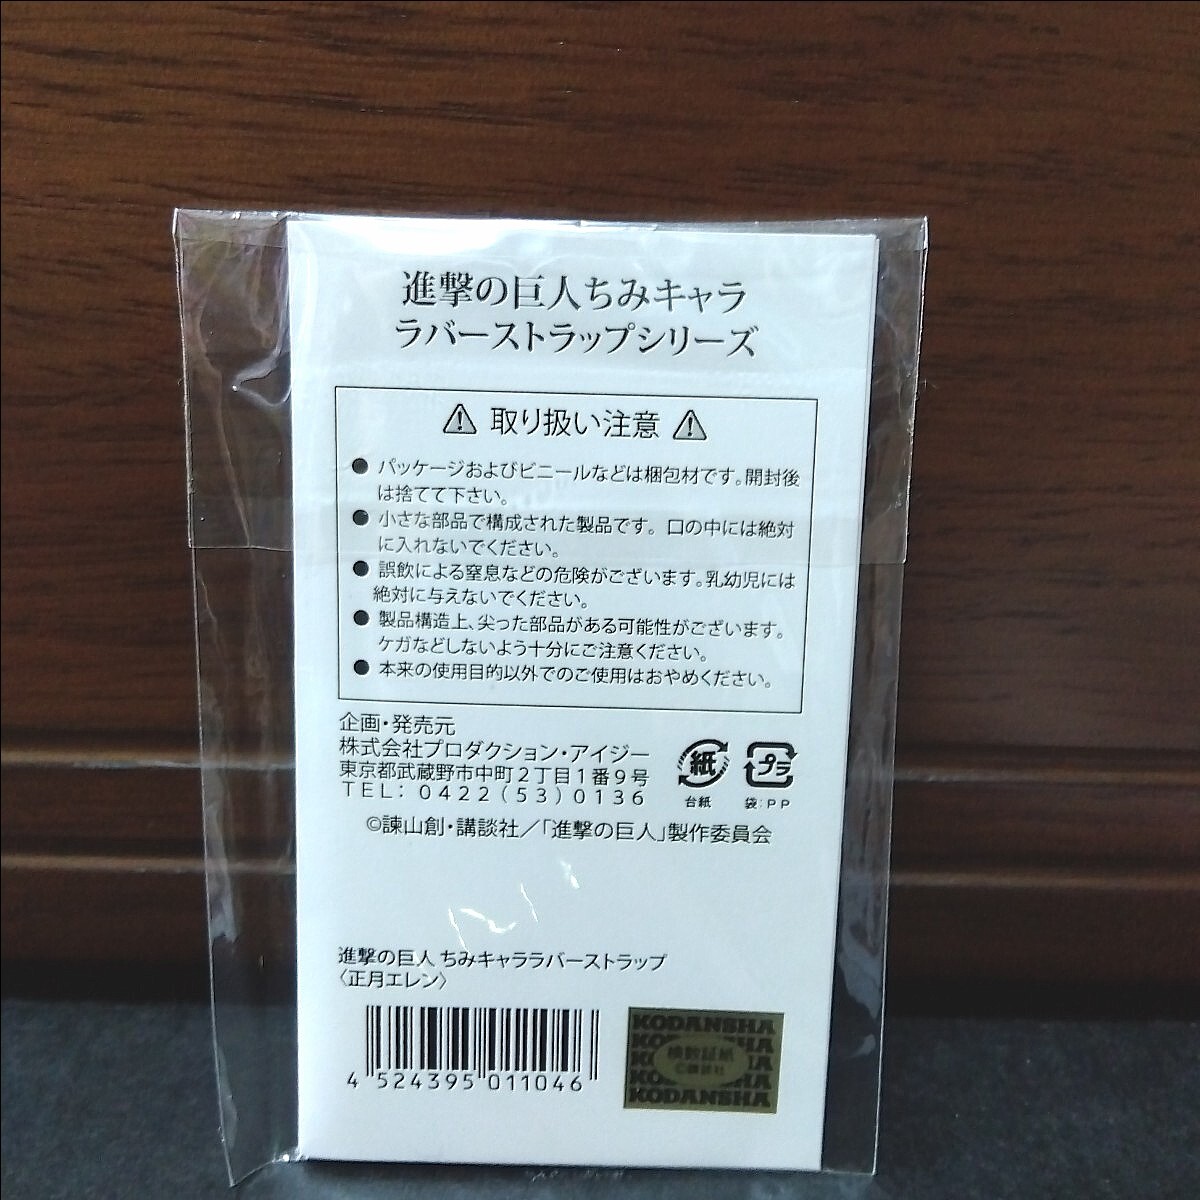 進撃の巨人ちみキャラ
ラバーストラップシリーズ
取り扱い注意
● パッケージおよびビニールなどは梱包材です。開封後
は捨てて下さい。
● 小さな部品で構成された製品です。口の中には絶対
に入れないでください。
● 誤飲による窒息などの危険がございます。乳幼児には
絶対に与えないでください。
● 製品構造上、尖った部品がある可能性がございます。
ケガなどしないよう十分にご注意ください。
● 本来の使用目的以外でのご使用はおやめください。
企画・発売元
株式会社プロダクション・アイジー
東京都武蔵野市中町2丁目1番9号
TEL: 0422(53)0136
紙
台紙
プラ
袋:PP
©諫山創・講談社／「進撃の巨人」製作委員会
進撃の巨人 ちみキャララバーストラップ
〈正月エレン〉
4 524395 011046
KODANSHA
検数証紙
©講談社
KODANSHA